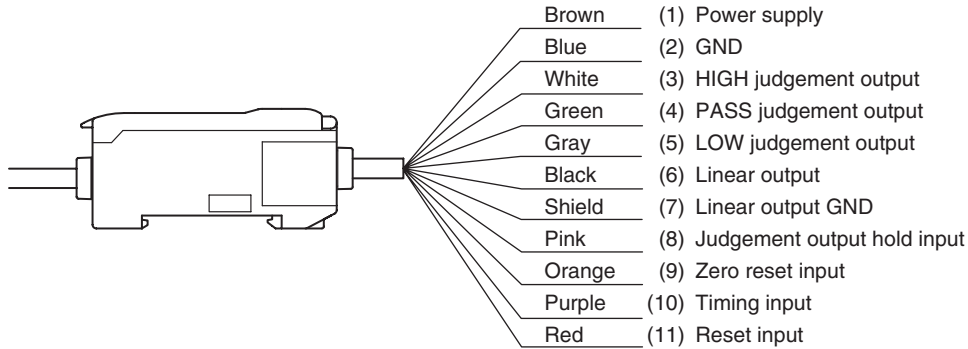 Brown (1) Power supply
Blue (2) GND
White (3) HIGH judgement output
Green (4) PASS judgement output
Gray (5) LOW judgement output
Black (6) Linear output
Shield (7) Linear output GND
Pink (8) Judgement output hold input
Orange (9) Zero reset input
Purple (10) Timing input
Red (11) Reset input